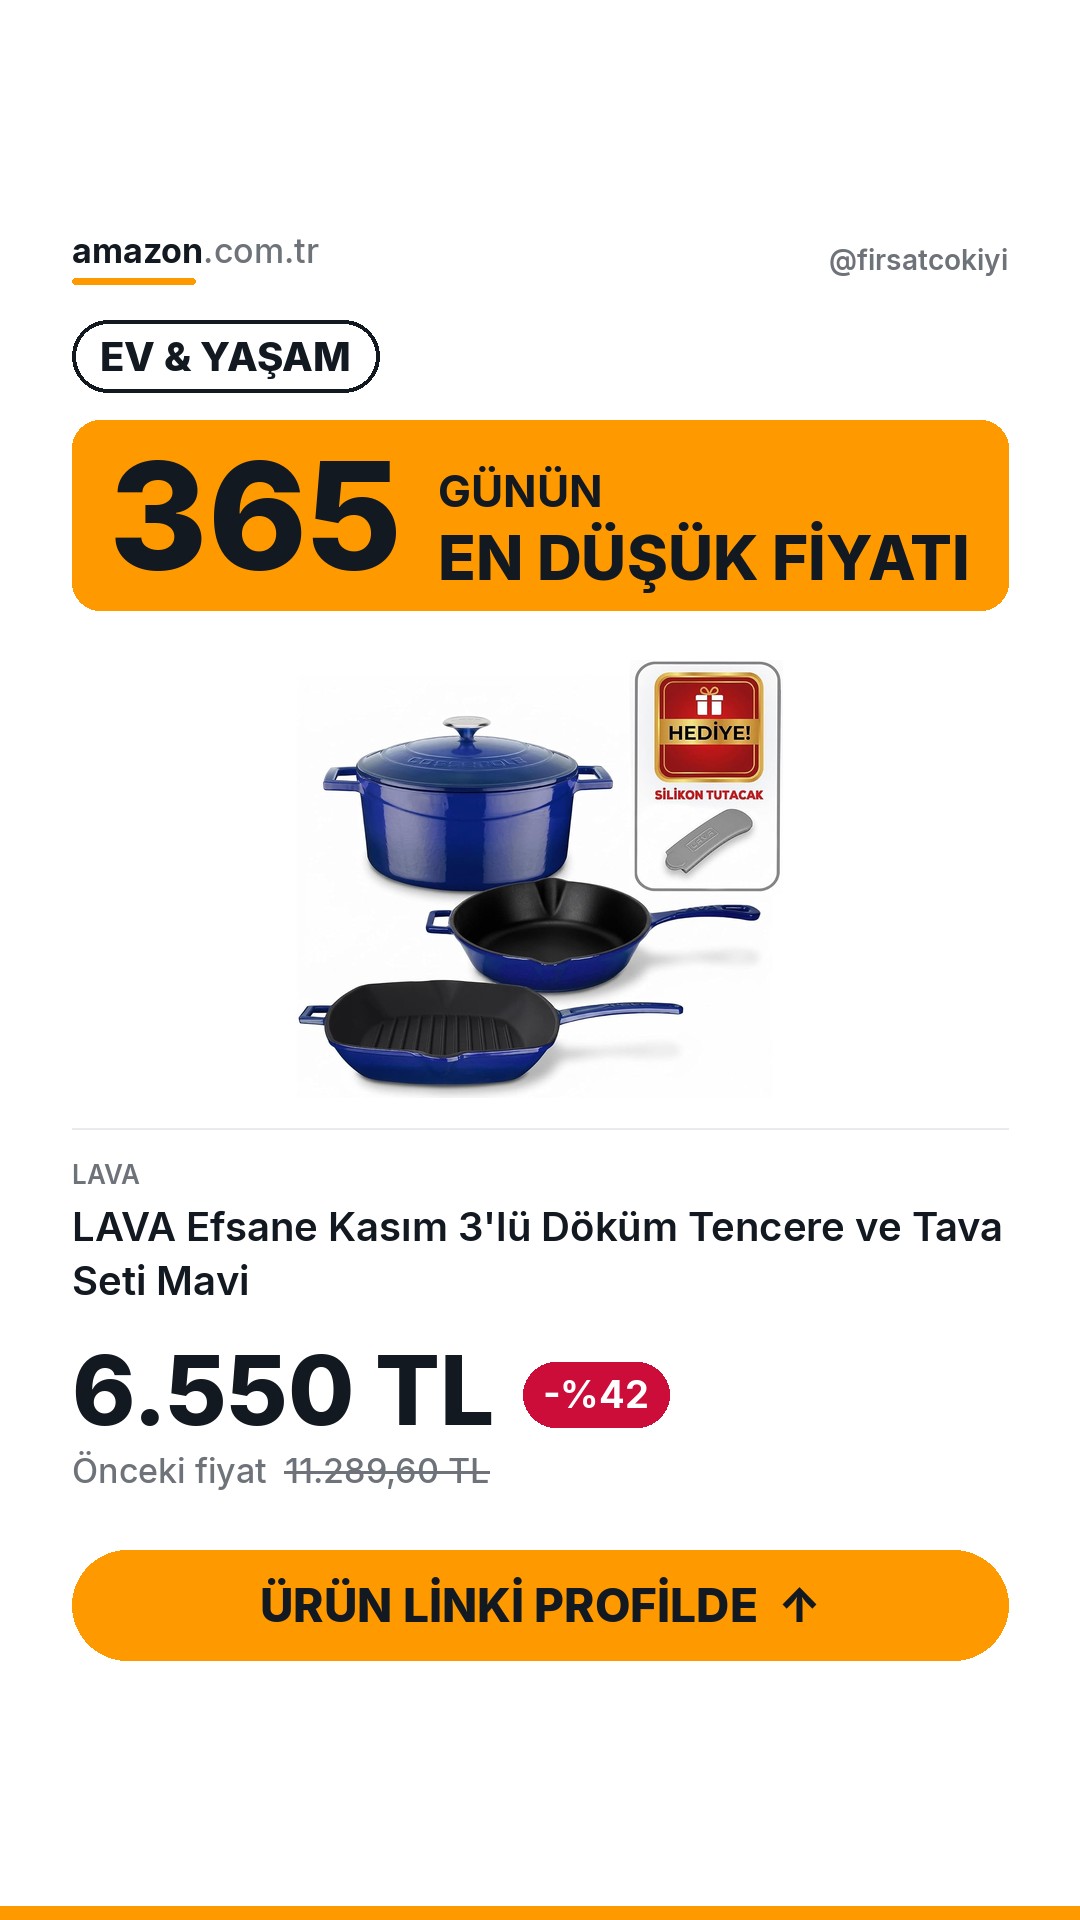 amazon.com.tr
@firsatcokiyi
EV & YAŞAM
365
GÜNÜN
EN DÜŞÜK FİYATI
HEDİYE!
SİLİKON TUTACAK
LAVA
LAVA Efsane Kasım 3'lü Döküm Tencere ve Tava
Seti Mavi
6.550 TL
-%42
Önceki fiyat 11.289,60 TL
ÜRÜN LİNKİ PROFİLDE ↑